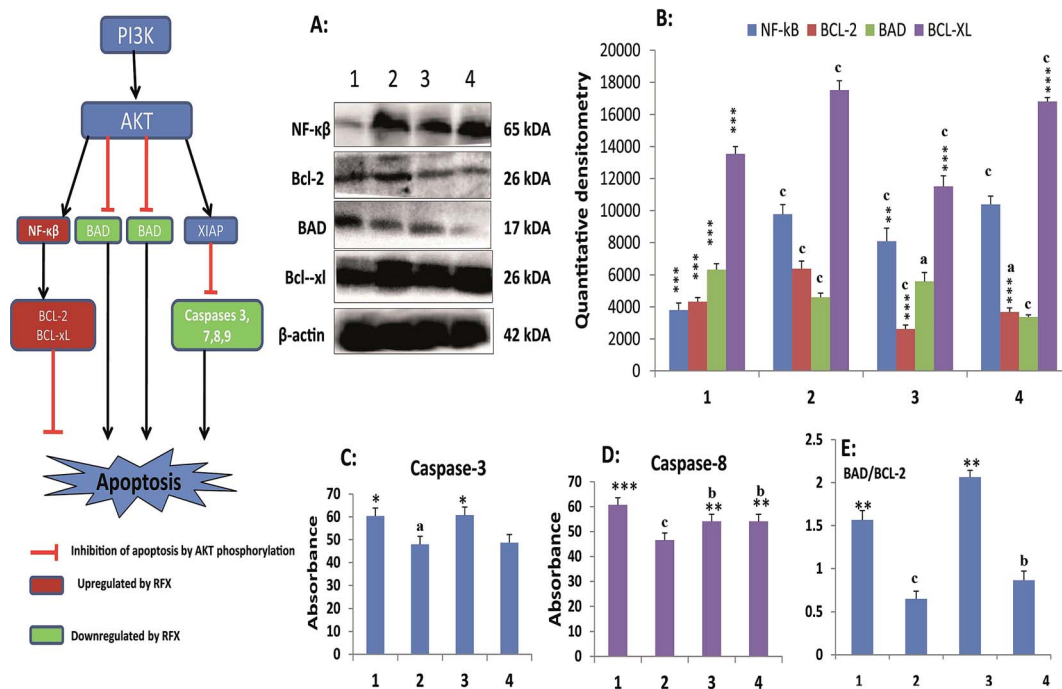 PI3K
AKT
NF-κβ
BAD
BAD
XIAP
BCL-2
BCL-xL
Caspases 3,
7,8,9
Apoptosis
Inhibition of apoptosis by AKT phosphorylation
Upregulated by RFX
Downregulated by RFX
A:
1 2 3 4
NF-κβ 65 kDA
Bcl-2 26 kDA
BAD 17 kDA
Bcl--xl 26 kDA
β-actin 42 kDA
B:
NF-kB BCL-2 BAD BCL-XL
Quantitative densitometry
20000
18000
16000
14000
12000
10000
8000
6000
4000
2000
0
*** *** *** ***
c c c c
c ** c *** a c ***
c a *** c c ***
1 2 3 4
C:
Caspase-3
Absorbance
70
60
50
40
30
20
10
0
* a *
1 2 3 4
D:
Caspase-8
Absorbance
70
60
50
40
30
20
10
0
*** c b ** b **
1 2 3 4
E:
BAD/BCL-2
2.5
2
1.5
1
0.5
0
** c ** b
1 2 3 4